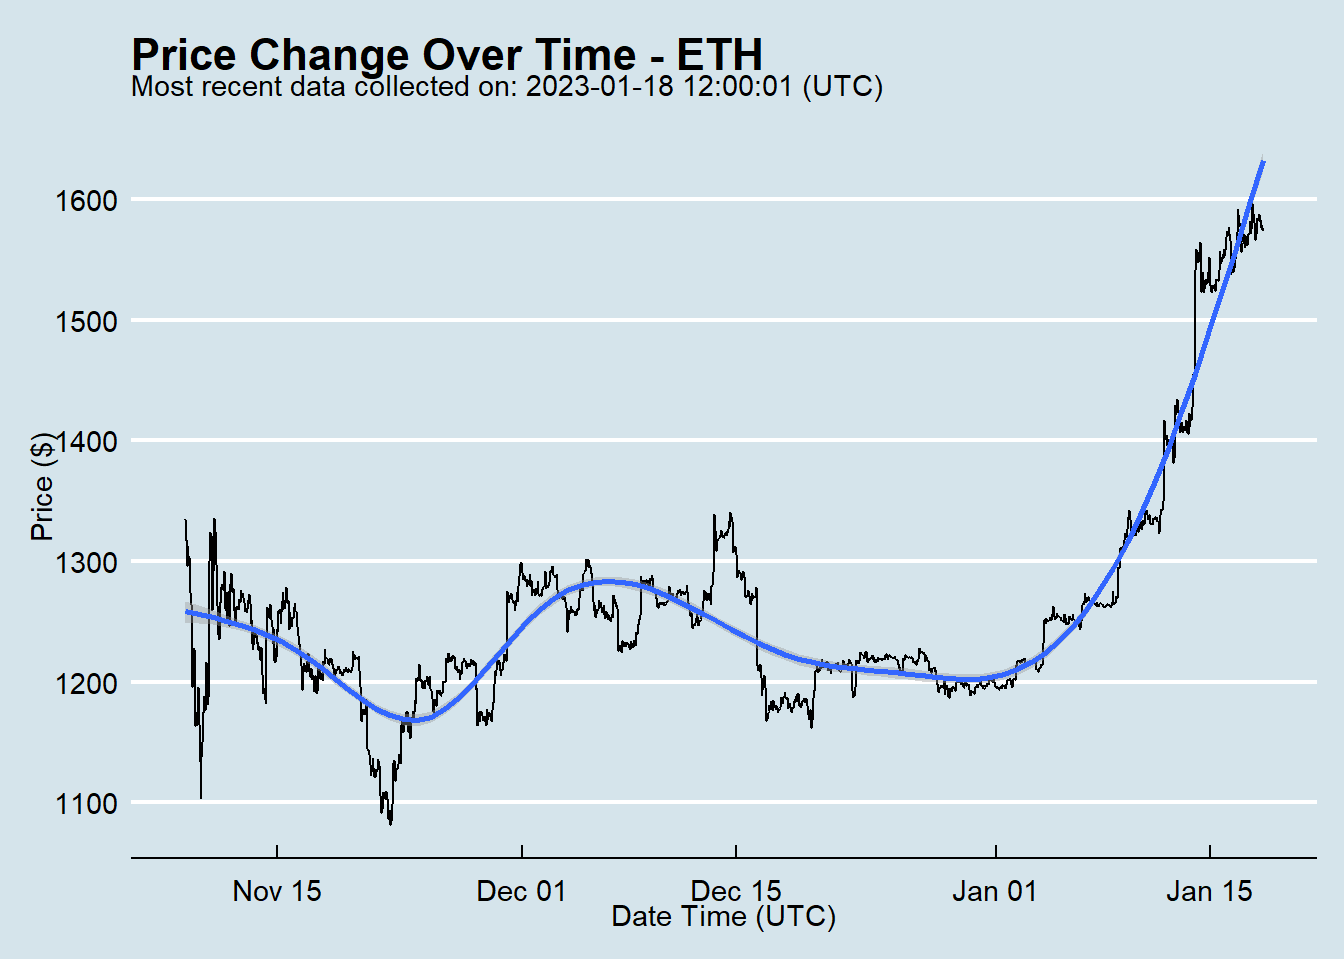 Price Change Over Time - ETH
Most recent data collected on: 2023-01-18 12:00:01 (UTC)
1600
1500
1400
1300
1200
1100
Price ($)
Nov 15 Dec 01 Dec 15 Jan 01 Jan 15
Date Time (UTC)